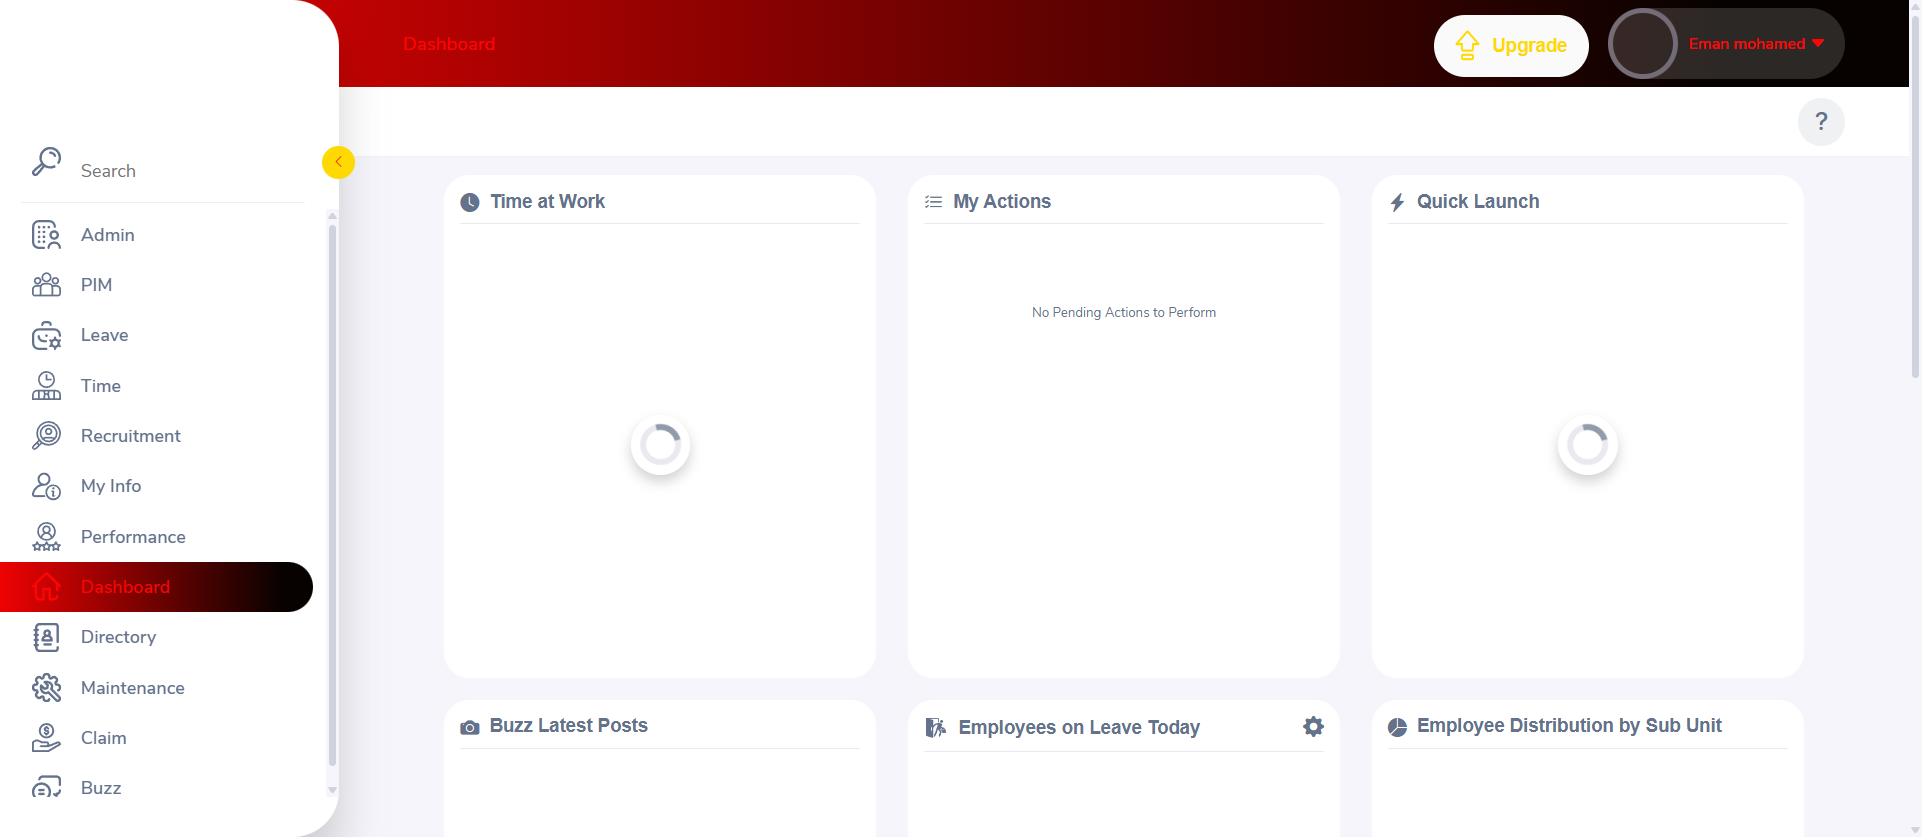 Dashboard
Upgrade
Eman mohamed
?
Search
Admin
PIM
Leave
Time
Recruitment
My Info
Performance
Dashboard
Directory
Maintenance
Claim
Buzz
Time at Work
My Actions
No Pending Actions to Perform
Quick Launch
Buzz Latest Posts
Employees on Leave Today
Employee Distribution by Sub Unit